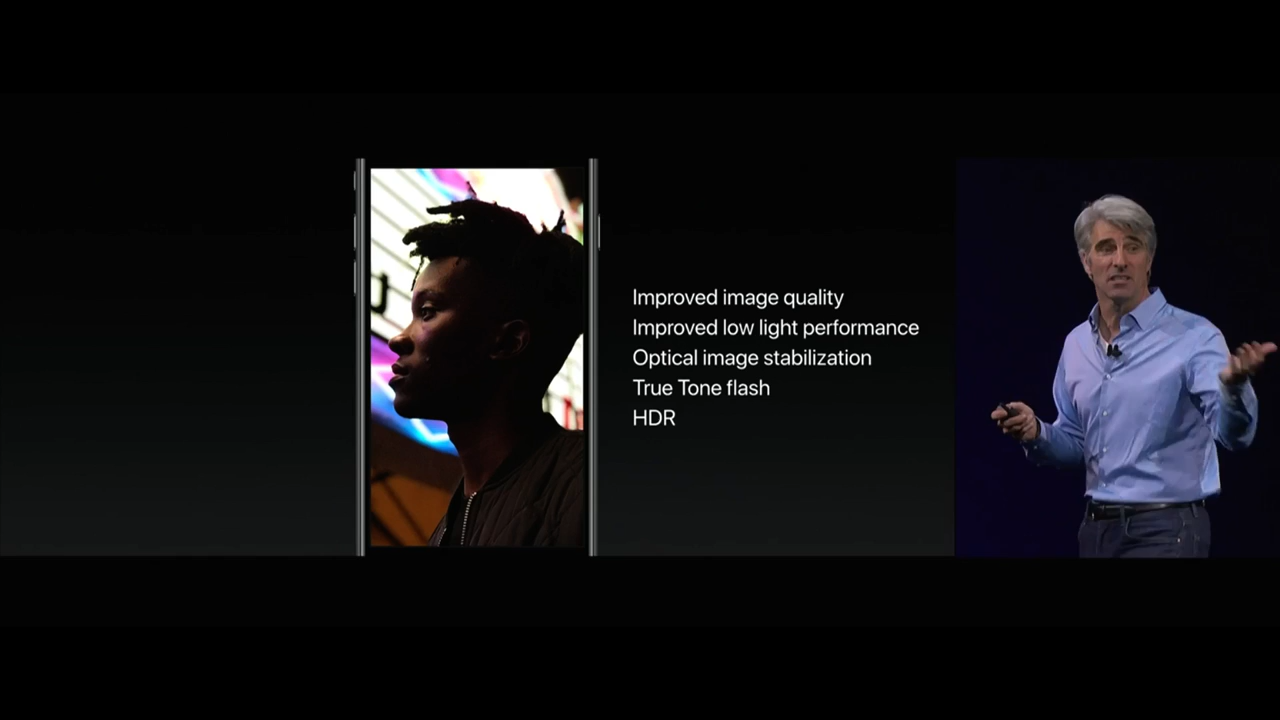 Improved image quality
Improved low light performance
Optical image stabilization
True Tone flash
HDR